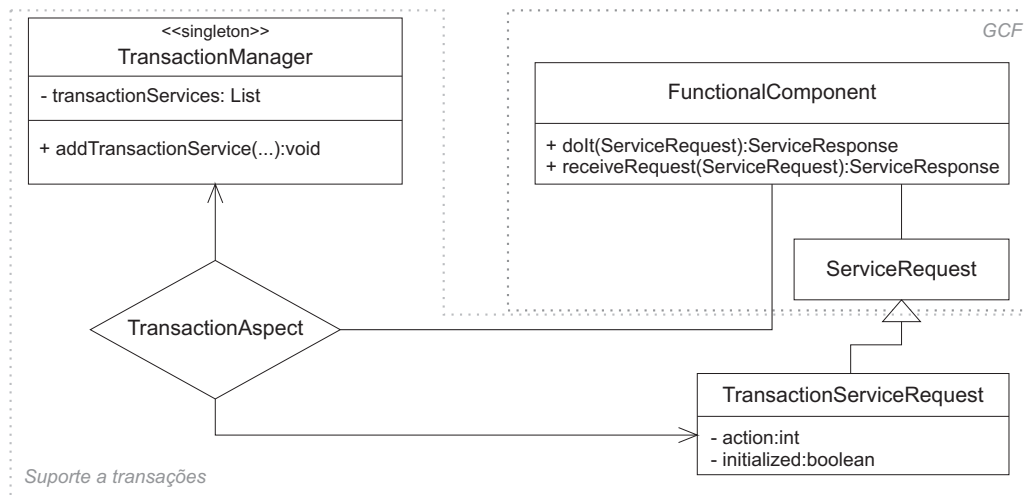 <<singleton>>
TransactionManager
- transactionServices: List
+ addTransactionService(...):void
GCF
FunctionalComponent
+ doIt(ServiceRequest):ServiceResponse
+ receiveRequest(ServiceRequest):ServiceResponse
ServiceRequest
TransactionAspect
TransactionServiceRequest
- action:int
- initialized:boolean
Suporte a transações